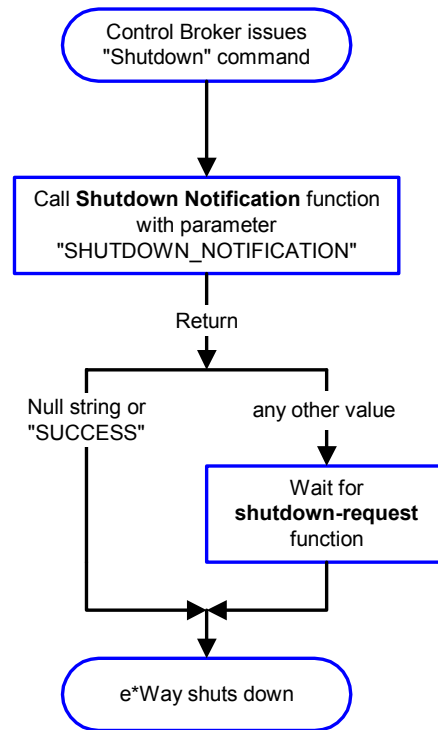 Control Broker issues
"Shutdown" command
Call Shutdown Notification function
with parameter
"SHUTDOWN_NOTIFICATION"
Return
Null string or
"SUCCESS"
any other value
Wait for
shutdown-request
function
e*Way shuts down